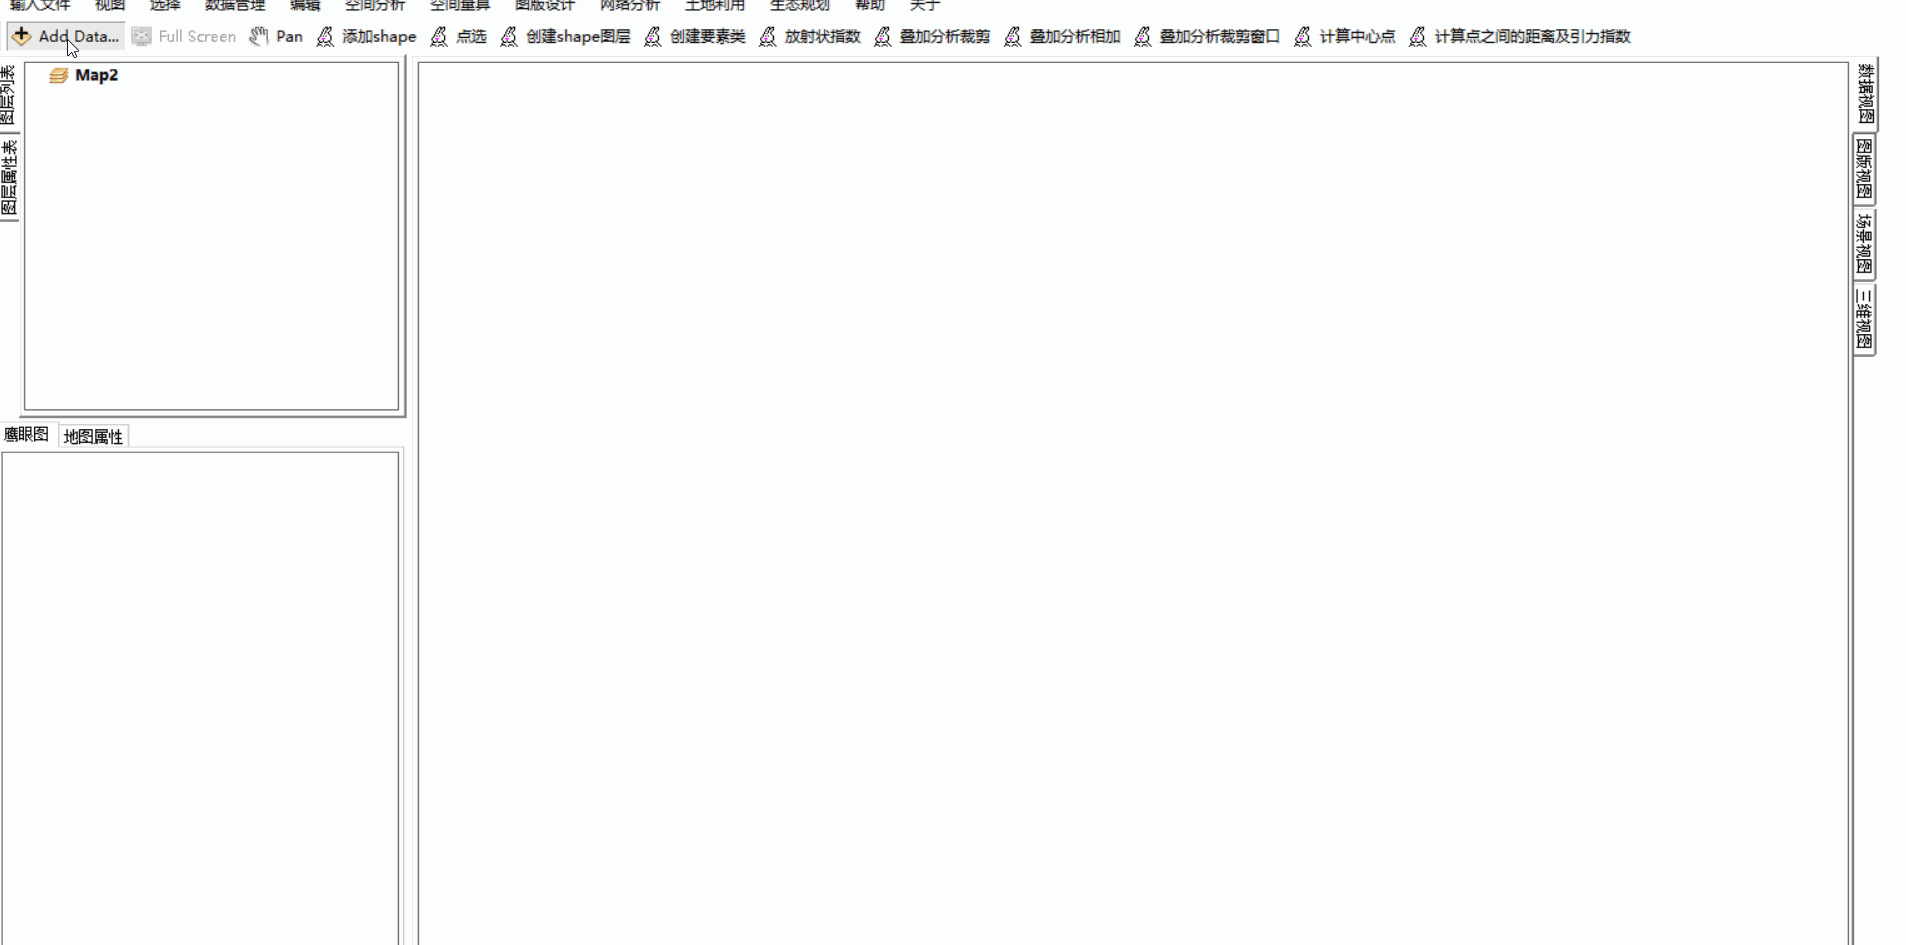 输入文件 视图 选择 数据管理 编辑 空间分析 空间量算 图版设计 网络分析 土地利用 生态规划 帮助 关于
Add Data... Full Screen Pan 添加shape 点选 创建shape图层 创建要素类 放射状指数 叠加分析裁剪 叠加分析相加 叠加分析裁剪窗口 计算中心点 计算点之间的距离及引力指数
图层列表
图层属性表
Map2
鹰眼图 地图属性
数据视图
图版视图
场景视图
三维视图